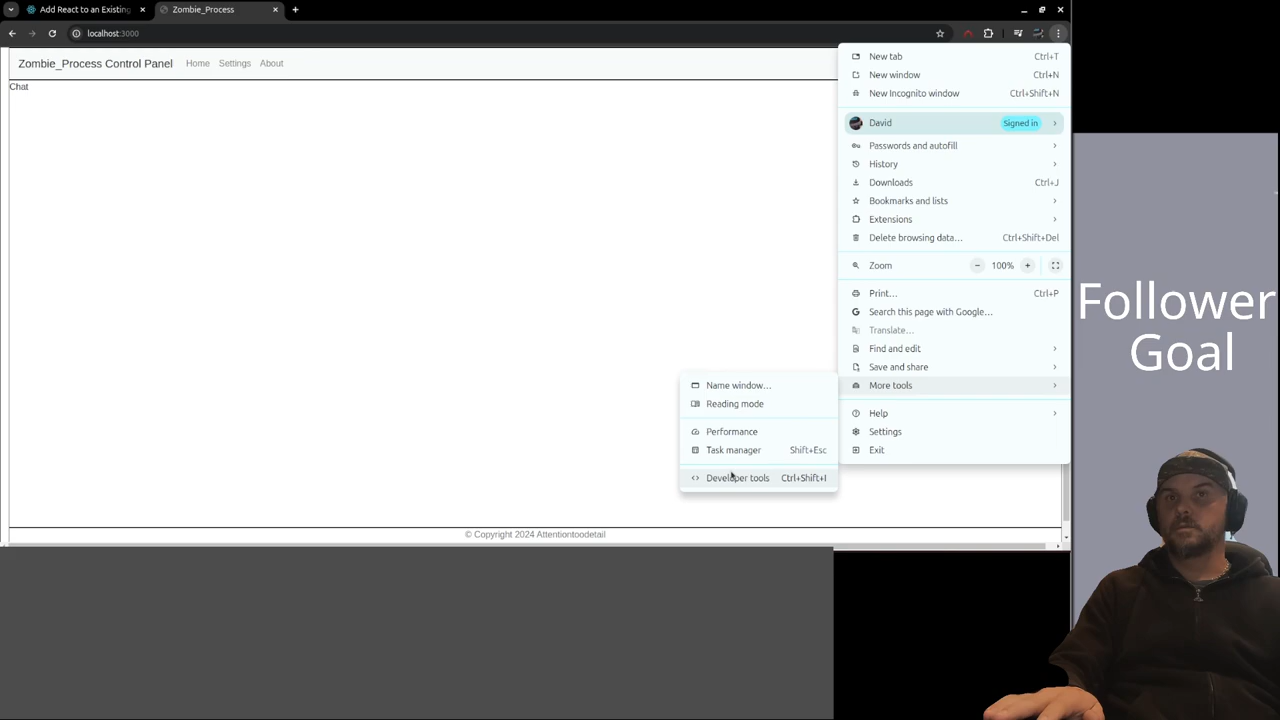 Add React to an Existing
Zombie_Process
localhost:3000
Zombie_Process Control Panel
Home
Settings
About
Chat
New tab Ctrl+T
New window Ctrl+N
New Incognito window Ctrl+Shift+N
David Signed in
Passwords and autofill
History
Downloads Ctrl+J
Bookmarks and lists
Extensions
Delete browsing data... Ctrl+Shift+Del
Zoom 100%
Print... Ctrl+P
Search this page with Google...
Translate...
Find and edit
Save and share
More tools
Help
Settings
Exit
Name window...
Reading mode
Performance
Task manager Shift+Esc
Developer tools Ctrl+Shift+I
© Copyright 2024 Attentiontoodetail
Follower
Goal